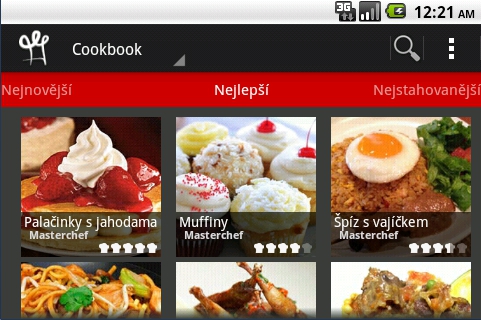 3G 12:21 AM
Cookbook
Nejnovější Nejlepší Nejstahovanější
Palačinky s jahodama
Masterchef
Muffiny
Masterchef
Špíz s vajíčkem
Masterchef